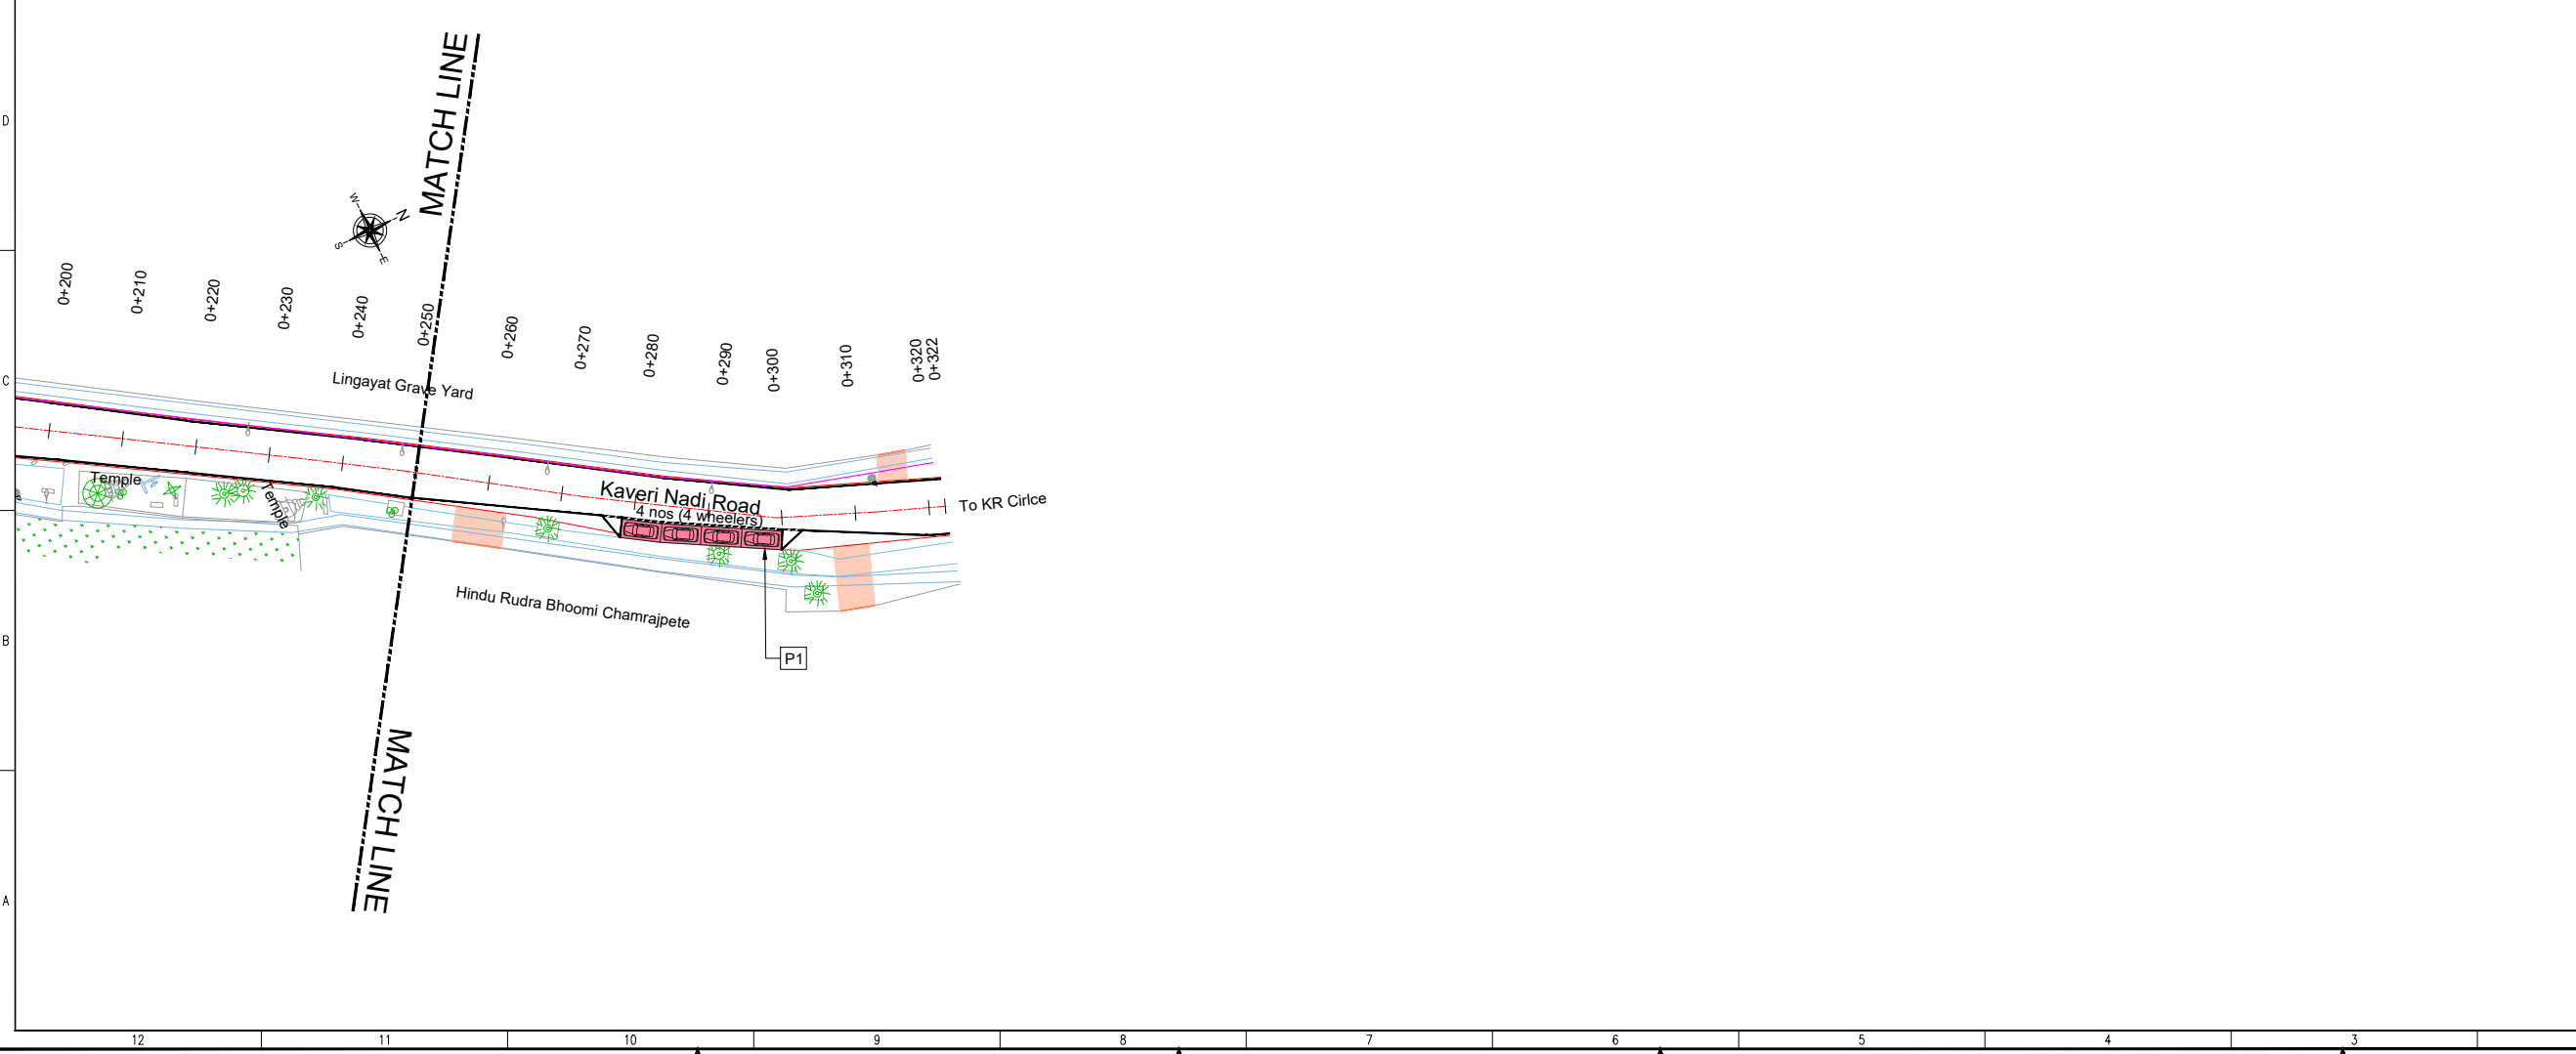 MATCH LINE
D
W
N
S
E
0+200
0+210
0+220
0+230
0+240
0+250
0+260
0+270
0+280
0+290
0+300
0+310
0+320
0+322
C
Lingayat Grave Yard
Temple
Temple
Kaveri Nadi Road
4 nos (4 wheelers)
To KR Cirlce
Hindu Rudra Bhoomi Chamrajpete
B
P1
MATCH LINE
A
12
11
10
9
8
7
6
5
4
3